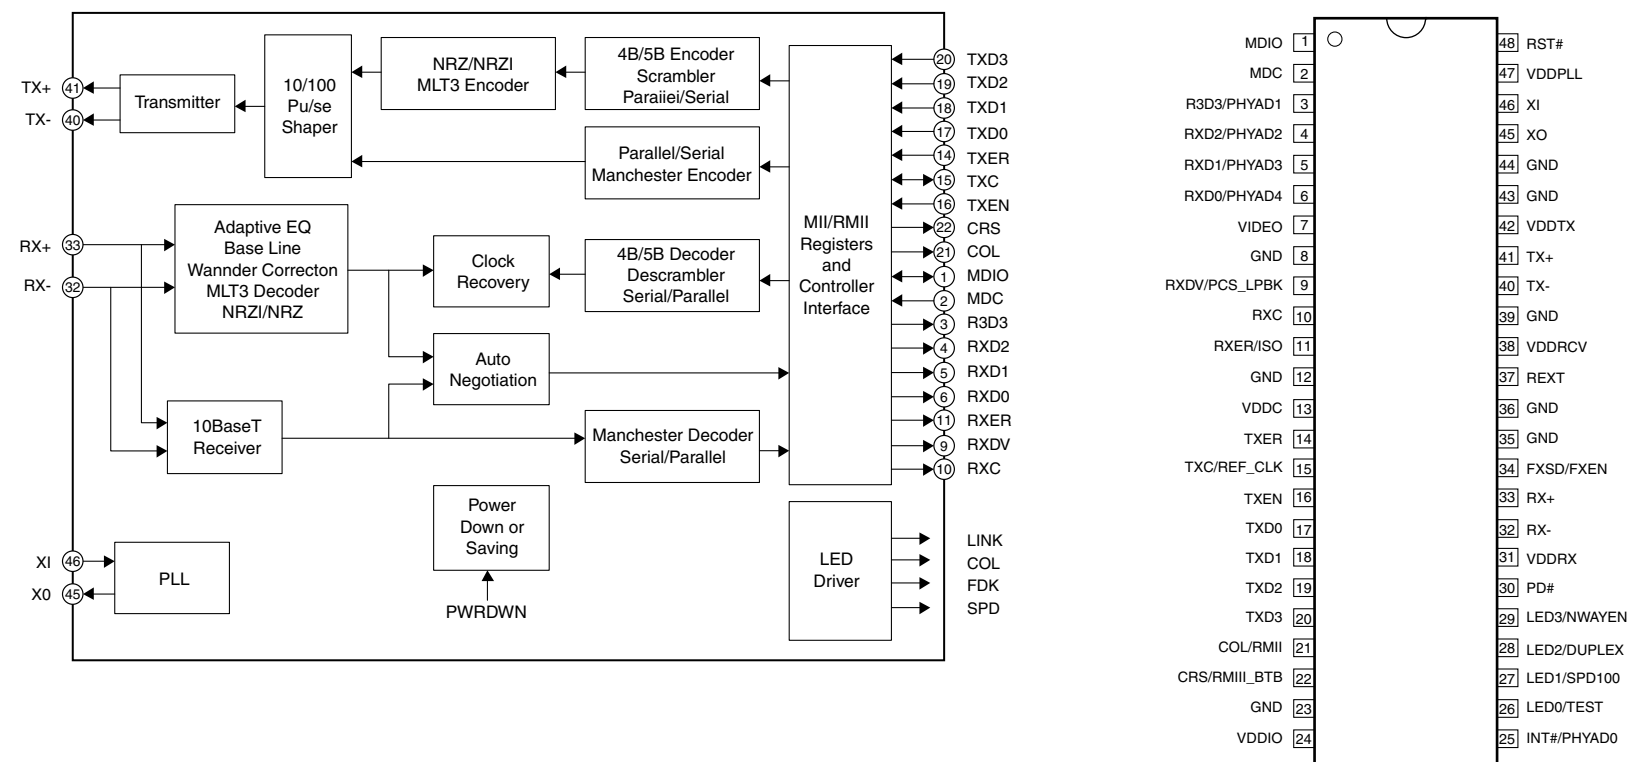 TX+
41
TX-
40
Transmitter
10/100
Pu/se
Shaper
NRZ/NRZI
MLT3 Encoder
4B/5B Encoder
Scrambler
Paraiiei/Serial
Parallel/Serial
Manchester Encoder
RX+
33
RX-
32
Adaptive EQ
Base Line
Wannder Correcton
MLT3 Decoder
NRZI/NRZ
Clock
Recovery
4B/5B Decoder
Descrambler
Serial/Parallel
Auto
Negotiation
10BaseT
Receiver
Manchester Decoder
Serial/Parallel
Power
Down or
Saving
PWRDWN
XI
46
X0
45
PLL
MII/RMII
Registers
and
Controller
Interface
LED
Driver
20 TXD3
19 TXD2
18 TXD1
17 TXD0
14 TXER
15 TXC
16 TXEN
22 CRS
21 COL
1 MDIO
2 MDC
3 R3D3
4 RXD2
5 RXD1
6 RXD0
11 RXER
9 RXDV
10 RXC
LINK
COL
FDK
SPD
MDIO 1
MDC 2
R3D3/PHYAD1 3
RXD2/PHYAD2 4
RXD1/PHYAD3 5
RXD0/PHYAD4 6
VIDEO 7
GND 8
RXDV/PCS_LPBK 9
RXC 10
RXER/ISO 11
GND 12
VDDC 13
TXER 14
TXC/REF_CLK 15
TXEN 16
TXD0 17
TXD1 18
TXD2 19
TXD3 20
COL/RMII 21
CRS/RMIII_BTB 22
GND 23
VDDIO 24
48 RST#
47 VDDPLL
46 XI
45 XO
44 GND
43 GND
42 VDDTX
41 TX+
40 TX-
39 GND
38 VDDRCV
37 REXT
36 GND
35 GND
34 FXSD/FXEN
33 RX+
32 RX-
31 VDDRX
30 PD#
29 LED3/NWAYEN
28 LED2/DUPLEX
27 LED1/SPD100
26 LED0/TEST
25 INT#/PHYAD0